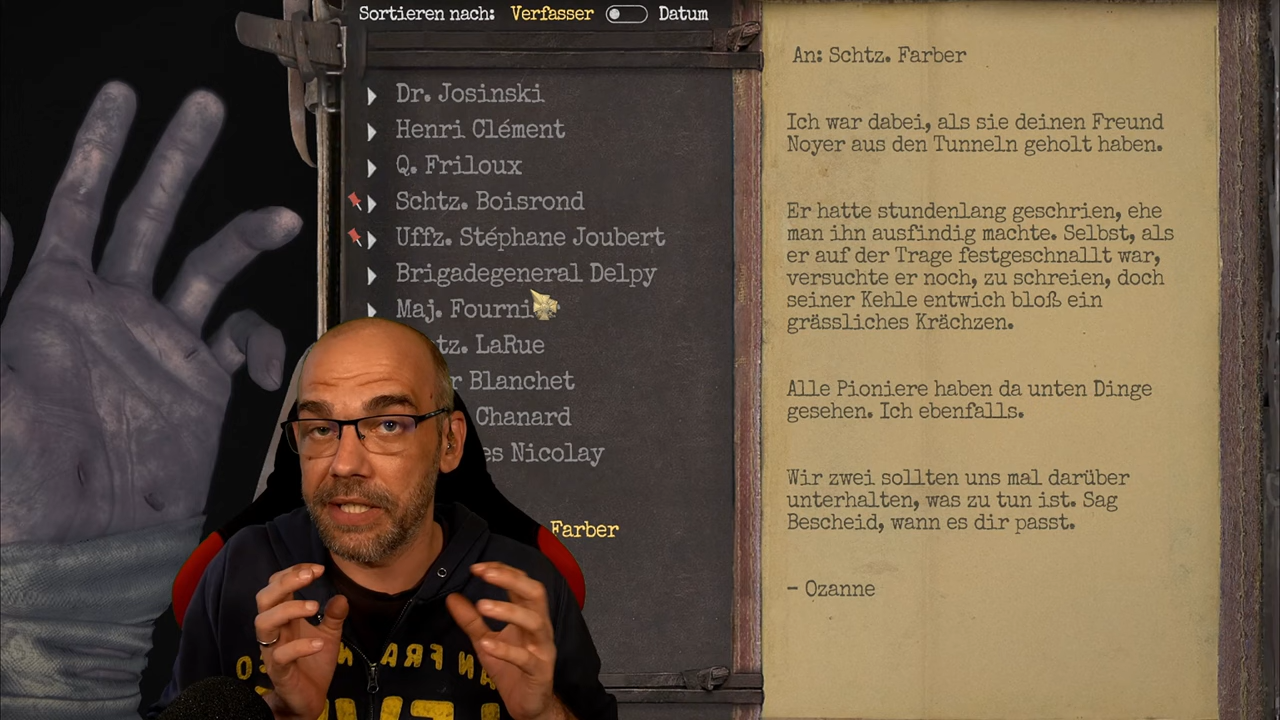 Sortieren nach: Verfasser Datum
Dr. Josinski
Henri Clément
Q. Friloux
Schtz. Boisrond
Uffz. Stéphane Joubert
Brigadegeneral Delpy
Maj. Fourni
tz. LaRue
r Blanchet
Chanard
es Nicolay
Farber
An: Schtz. Farber
Ich war dabei, als sie deinen Freund
Noyer aus den Tunneln geholt haben.
Er hatte stundenlang geschrien, ehe
man ihn ausfindig machte. Selbst, als
er auf der Trage festgeschnallt war,
versuchte er noch, zu schreien, doch
seiner Kehle entwich bloß ein
grässliches Krächzen.
Alle Pioniere haben da unten Dinge
gesehen. Ich ebenfalls.
Wir zwei sollten uns mal darüber
unterhalten, was zu tun ist. Sag
Bescheid, wann es dir passt.
– Ozanne